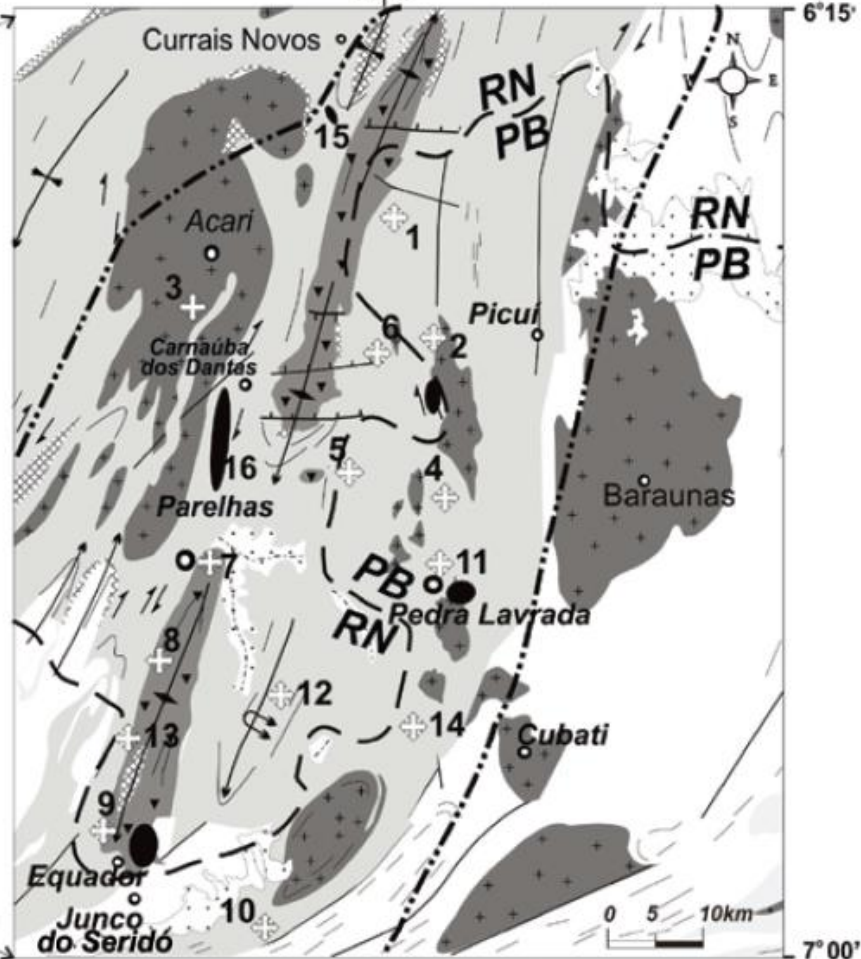 6°15'
Currais Novos
N
E
S
RN
PB
15
RN
PB
Acari
1
3
Picuí
6
2
Carnaúba
dos Dantas
5
4
16
Baraunas
Parelhas
7
PB
11
Pedra Lavrada
RN
8
12
14
13
Cubati
9
Equador
10
0 5 10km
Junco
do Seridó
7°00'